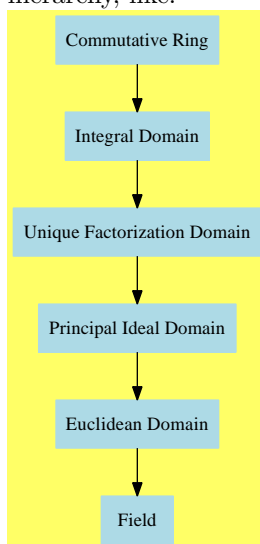 hierarchy, like:
Commutative Ring
Integral Domain
Unique Factorization Domain
Principal Ideal Domain
Euclidean Domain
Field